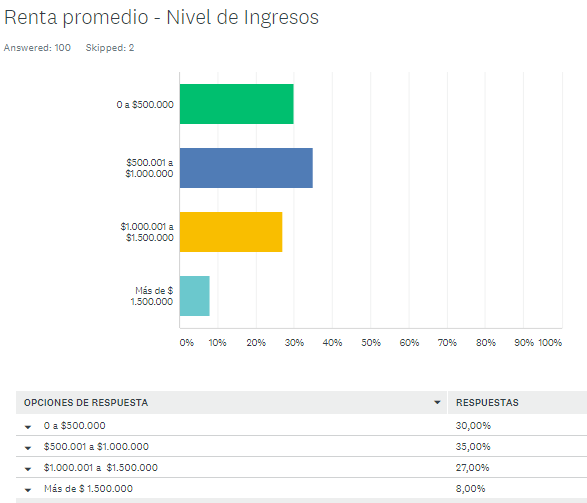 Renta promedio - Nivel de Ingresos
Answered: 100 Skipped: 2
0 a $500.000
$500.001 a
$1.000.000
$1.000.001 a
$1.500.000
Más de $
1.500.000
0% 10% 20% 30% 40% 50% 60% 70% 80% 90% 100%
OPCIONES DE RESPUESTA RESPUESTAS
0 a $500.000 30,00%
$500.001 a $1.000.000 35,00%
$1.000.001 a $1.500.000 27,00%
Más de $ 1.500.000 8,00%